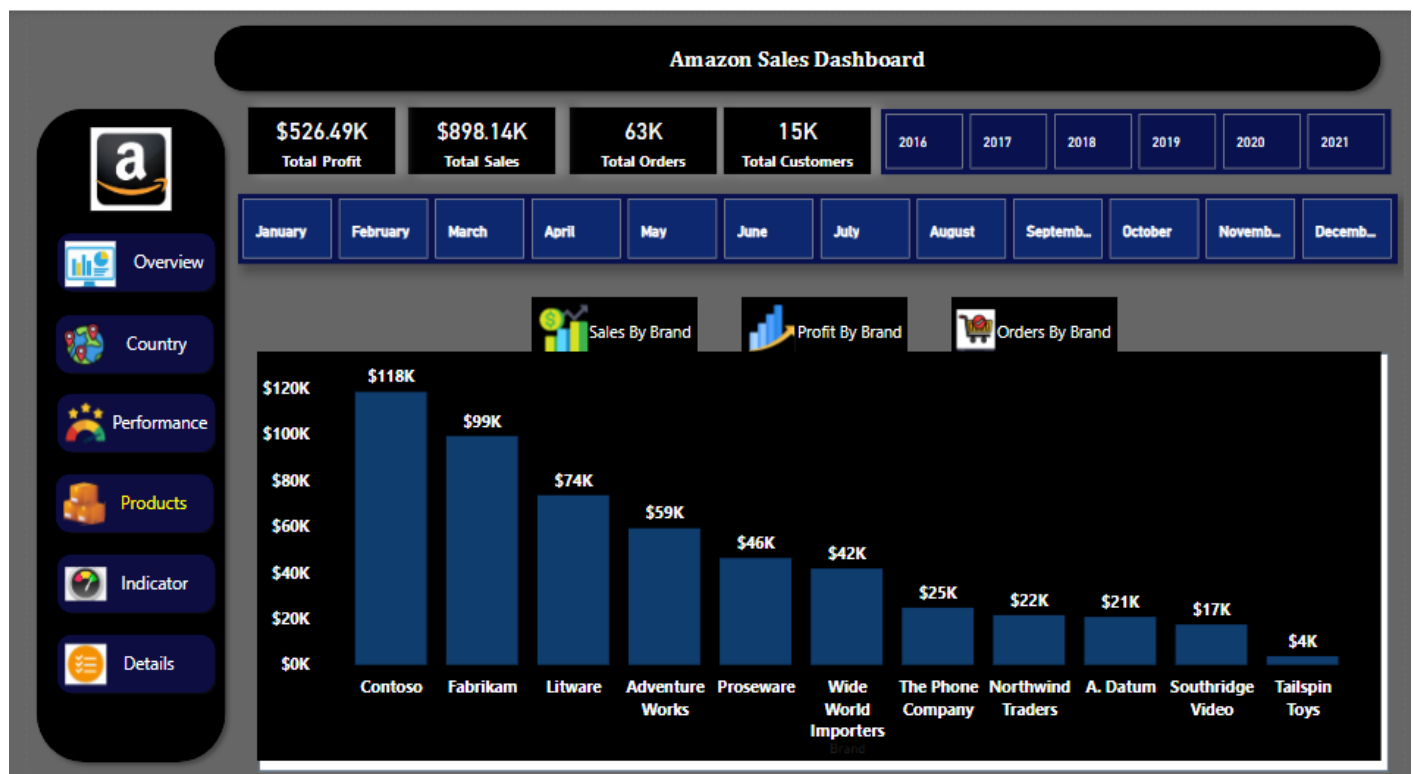 Amazon Sales Dashboard
$526.49K
Total Profit
$898.14K
Total Sales
63K
Total Orders
15K
Total Customers
2016
2017
2018
2019
2020
2021
January
February
March
April
May
June
July
August
Septemb...
October
Novemb...
Decemb...
a
Overview
Country
Performance
Products
Indicator
Details
Sales By Brand
Profit By Brand
Orders By Brand
$120K
$100K
$80K
$60K
$40K
$20K
$0K
$118K
$99K
$74K
$59K
$46K
$42K
$25K
$22K
$21K
$17K
$4K
Contoso
Fabrikam
Litware
Adventure
Works
Proseware
Wide
World
Importers
The Phone
Company
Northwind
Traders
A. Datum
Southridge
Video
Tailspin
Toys
Brand